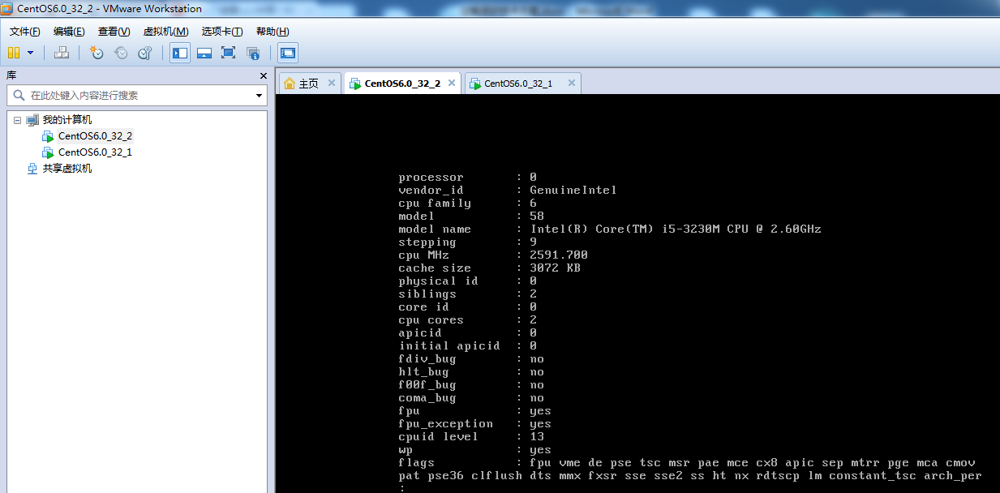 CentOS6.0_32_2 - VMware Workstation
文件(F) 编辑(E) 查看(V) 虚拟机(M) 选项卡(T) 帮助(H)
库
主页 CentOS6.0_32_2 CentOS6.0_32_1
在此处键入内容进行搜索
我的计算机
CentOS6.0_32_2
CentOS6.0_32_1
共享虚拟机
processor : 0
vendor_id : GenuineIntel
cpu family : 6
model : 58
model name : Intel(R) Core(TM) i5-3230M CPU @ 2.60GHz
stepping : 9
cpu MHz : 2591.700
cache size : 3072 KB
physical id : 0
siblings : 2
core id : 0
cpu cores : 2
apicid : 0
initial apicid : 0
fdiv_bug : no
hlt_bug : no
f00f_bug : no
coma_bug : no
fpu : yes
fpu_exception : yes
cpuid level : 13
wp : yes
flags : fpu vme de pse tsc msr pae mce cx8 apic sep mtrr pge mca cmov
pat pse36 clflush dts mmx fxsr sse sse2 ss ht nx rdtscp lm constant_tsc arch_per
: